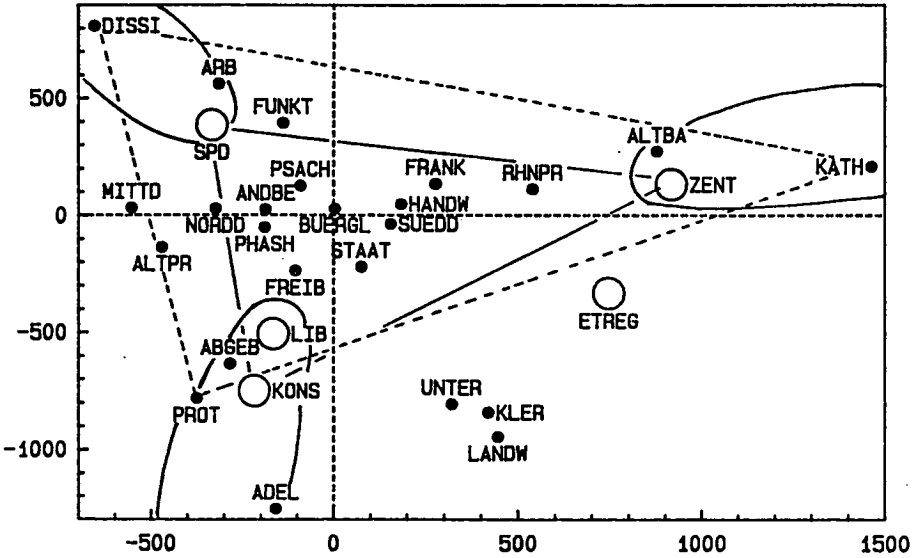 DISSI
ARB
500
FUNKT
SPD
ALTBA
PSACH
FRANK
RHNPR
KATH
ZENT
MITTD
ANDBE
HANDW
0
NORDD
BUERGL
SUEDD
PHASH
STAAT
ALTPR
FREIB
ETREG
-500
LIB
ABGEB
KONS
UNTER
PROT
KLER
-1000
LANDW
ADEL
-500 0 500 1000 1500